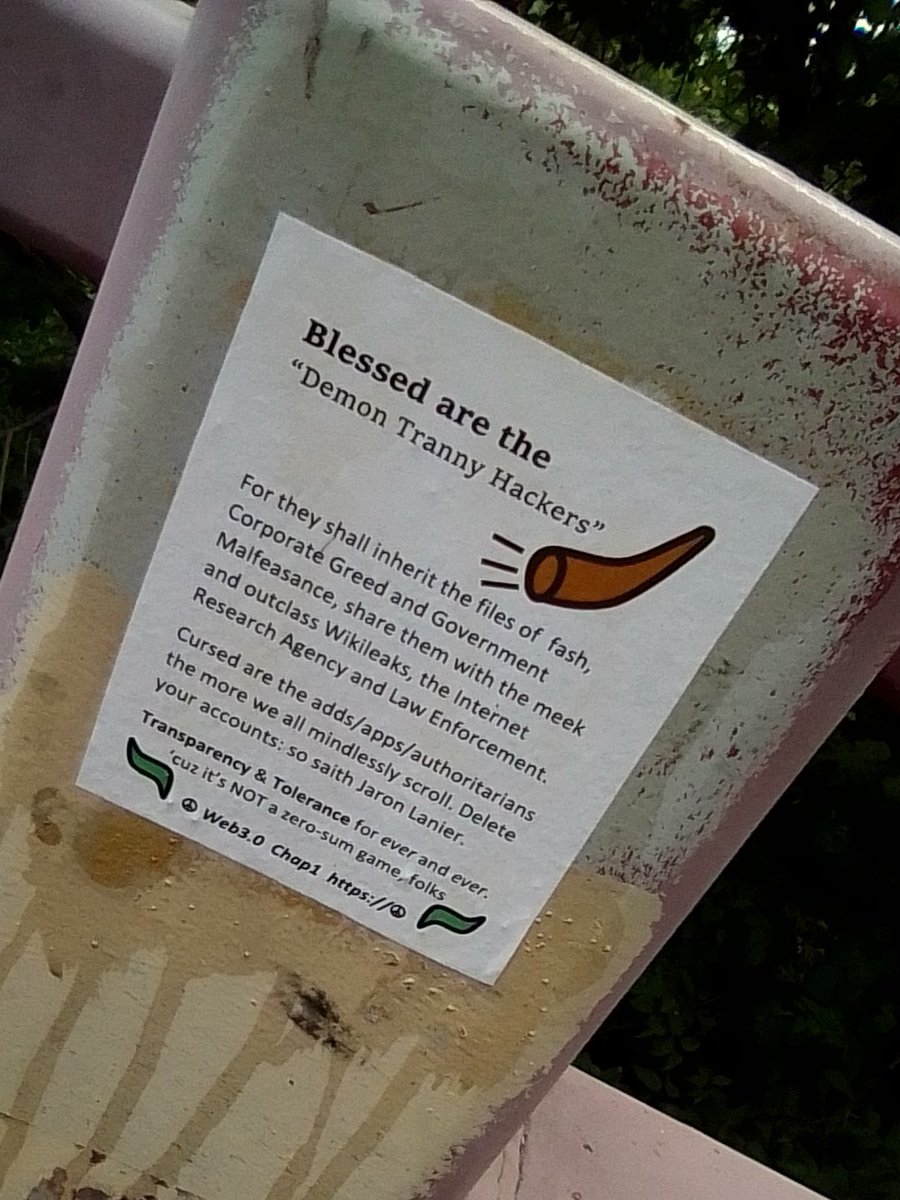 Blessed are the
“Demon Tranny Hackers”
For they shall inherit the files of fash,
Corporate Greed and Government
Malfeasance, share them with the meek
and outclass Wikileaks, the Internet
Research Agency and Law Enforcement.
Cursed are the adds/apps/authoritarians
the more we all mindlessly scroll. Delete
your accounts: so saith Jaron Lanier.
Transparency & Tolerance for ever and ever.
‘cuz it's NOT a zero-sum game, folks
☮ Web3.0 Chap1 https://☮